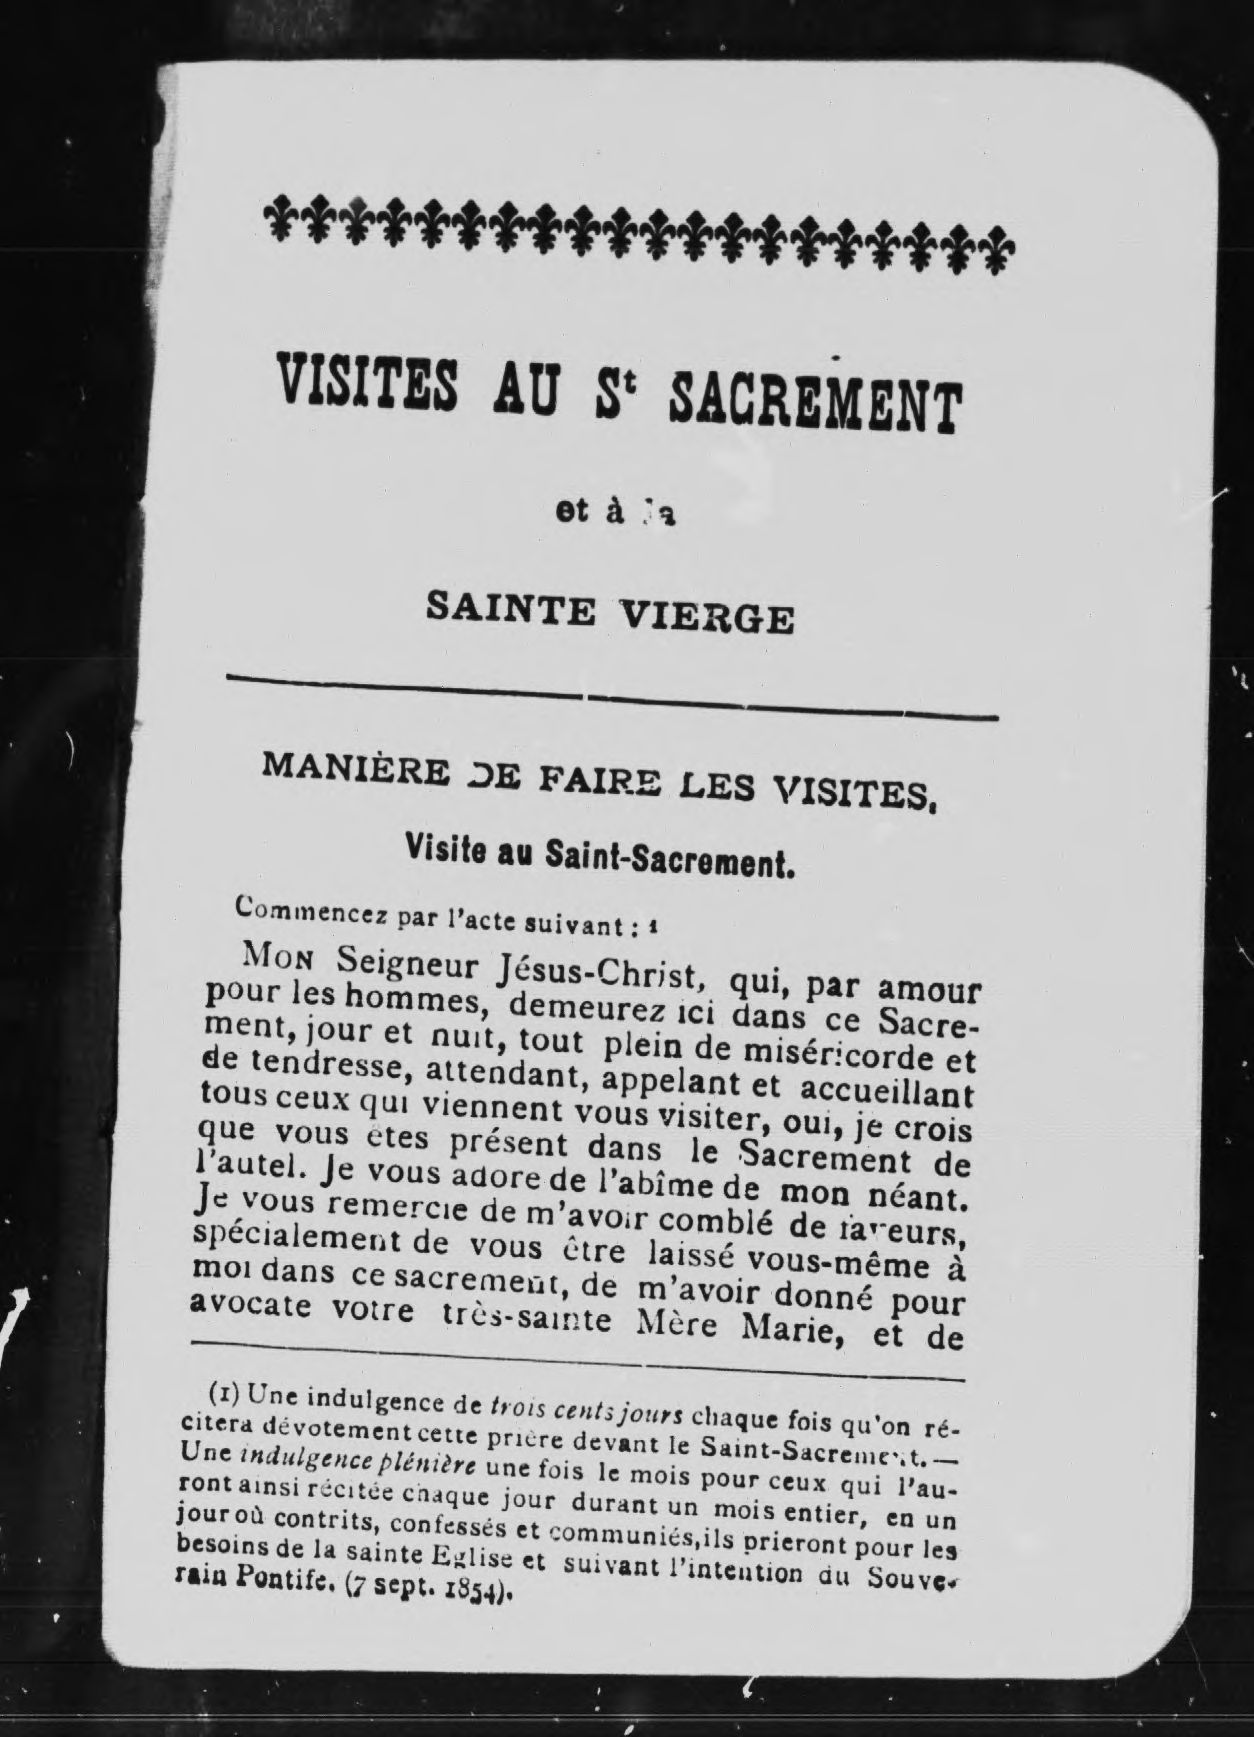 VISITES AU St SACREMENT
et à la
SAINTE VIERGE
MANIÈRE DE FAIRE LES VISITES.
Visite au Saint-Sacrement.
Commencez par l'acte suivant : 1
MON Seigneur Jésus-Christ, qui, par amour
pour les hommes, demeurez ici dans ce Sacre-
ment, jour et nuit, tout plein de miséricorde et
de tendresse, attendant, appelant et accueillant
tous ceux qui viennent vous visiter, oui, je crois
que vous êtes présent dans le Sacrement de
l'autel. Je vous adore de l'abîme de mon néant.
Je vous remercie de m'avoir comblé de faveurs,
spécialement de vous être laissé vous-même à
moi dans ce sacrement, de m'avoir donné pour
avocate votre très-sainte Mère Marie, et de
(1) Une indulgence de trois cents jours chaque fois qu'on ré-
citera dévotement cette prière devant le Saint-Sacrement. —
Une indulgence plénière une fois le mois pour ceux qui l'au-
ront ainsi récitée chaque jour durant un mois entier, en un
jour où contrits, confessés et communiés, ils prieront pour les
besoins de la sainte Eglise et suivant l'intention du Souve-
rain Pontife. (7 sept. 1854).